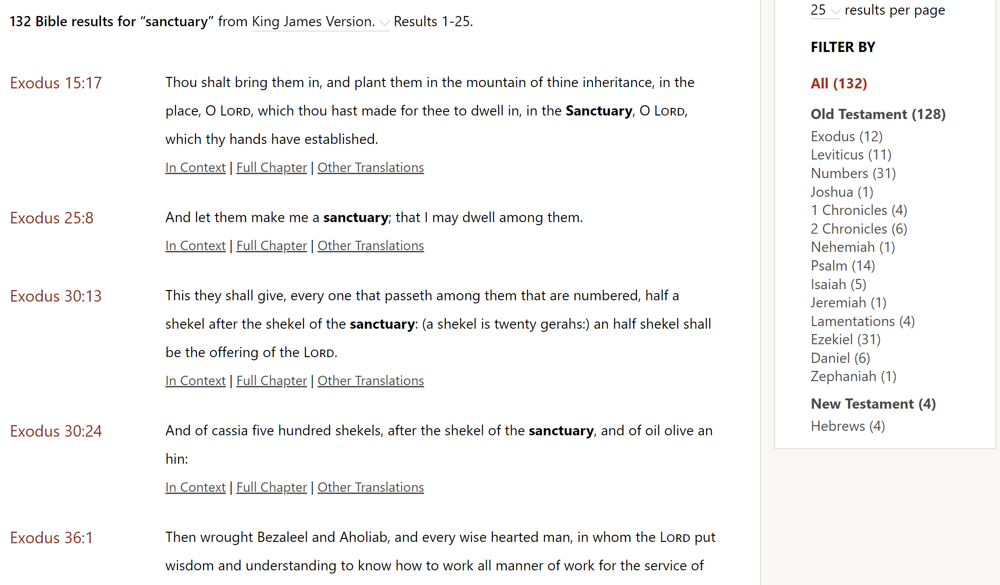 132 Bible results for “sanctuary” from King James Version. Results 1-25.
Exodus 15:17
Thou shalt bring them in, and plant them in the mountain of thine inheritance, in the
place, O LORD, which thou hast made for thee to dwell in, in the Sanctuary, O LORD,
which thy hands have established.
In Context | Full Chapter | Other Translations
Exodus 25:8
And let them make me a sanctuary; that I may dwell among them.
In Context | Full Chapter | Other Translations
Exodus 30:13
This they shall give, every one that passeth among them that are numbered, half a
shekel after the shekel of the sanctuary: (a shekel is twenty gerahs:) an half shekel shall
be the offering of the LORD.
In Context | Full Chapter | Other Translations
Exodus 30:24
And of cassia five hundred shekels, after the shekel of the sanctuary, and of oil olive an
hin:
In Context | Full Chapter | Other Translations
Exodus 36:1
Then wrought Bezaleel and Aholiab, and every wise hearted man, in whom the LORD put
wisdom and understanding to know how to work all manner of work for the service of
25 results per page
FILTER BY
All (132)
Old Testament (128)
Exodus (12)
Leviticus (11)
Numbers (31)
Joshua (1)
1 Chronicles (4)
2 Chronicles (6)
Nehemiah (1)
Psalm (14)
Isaiah (5)
Jeremiah (1)
Lamentations (4)
Ezekiel (31)
Daniel (6)
Zephaniah (1)
New Testament (4)
Hebrews (4)